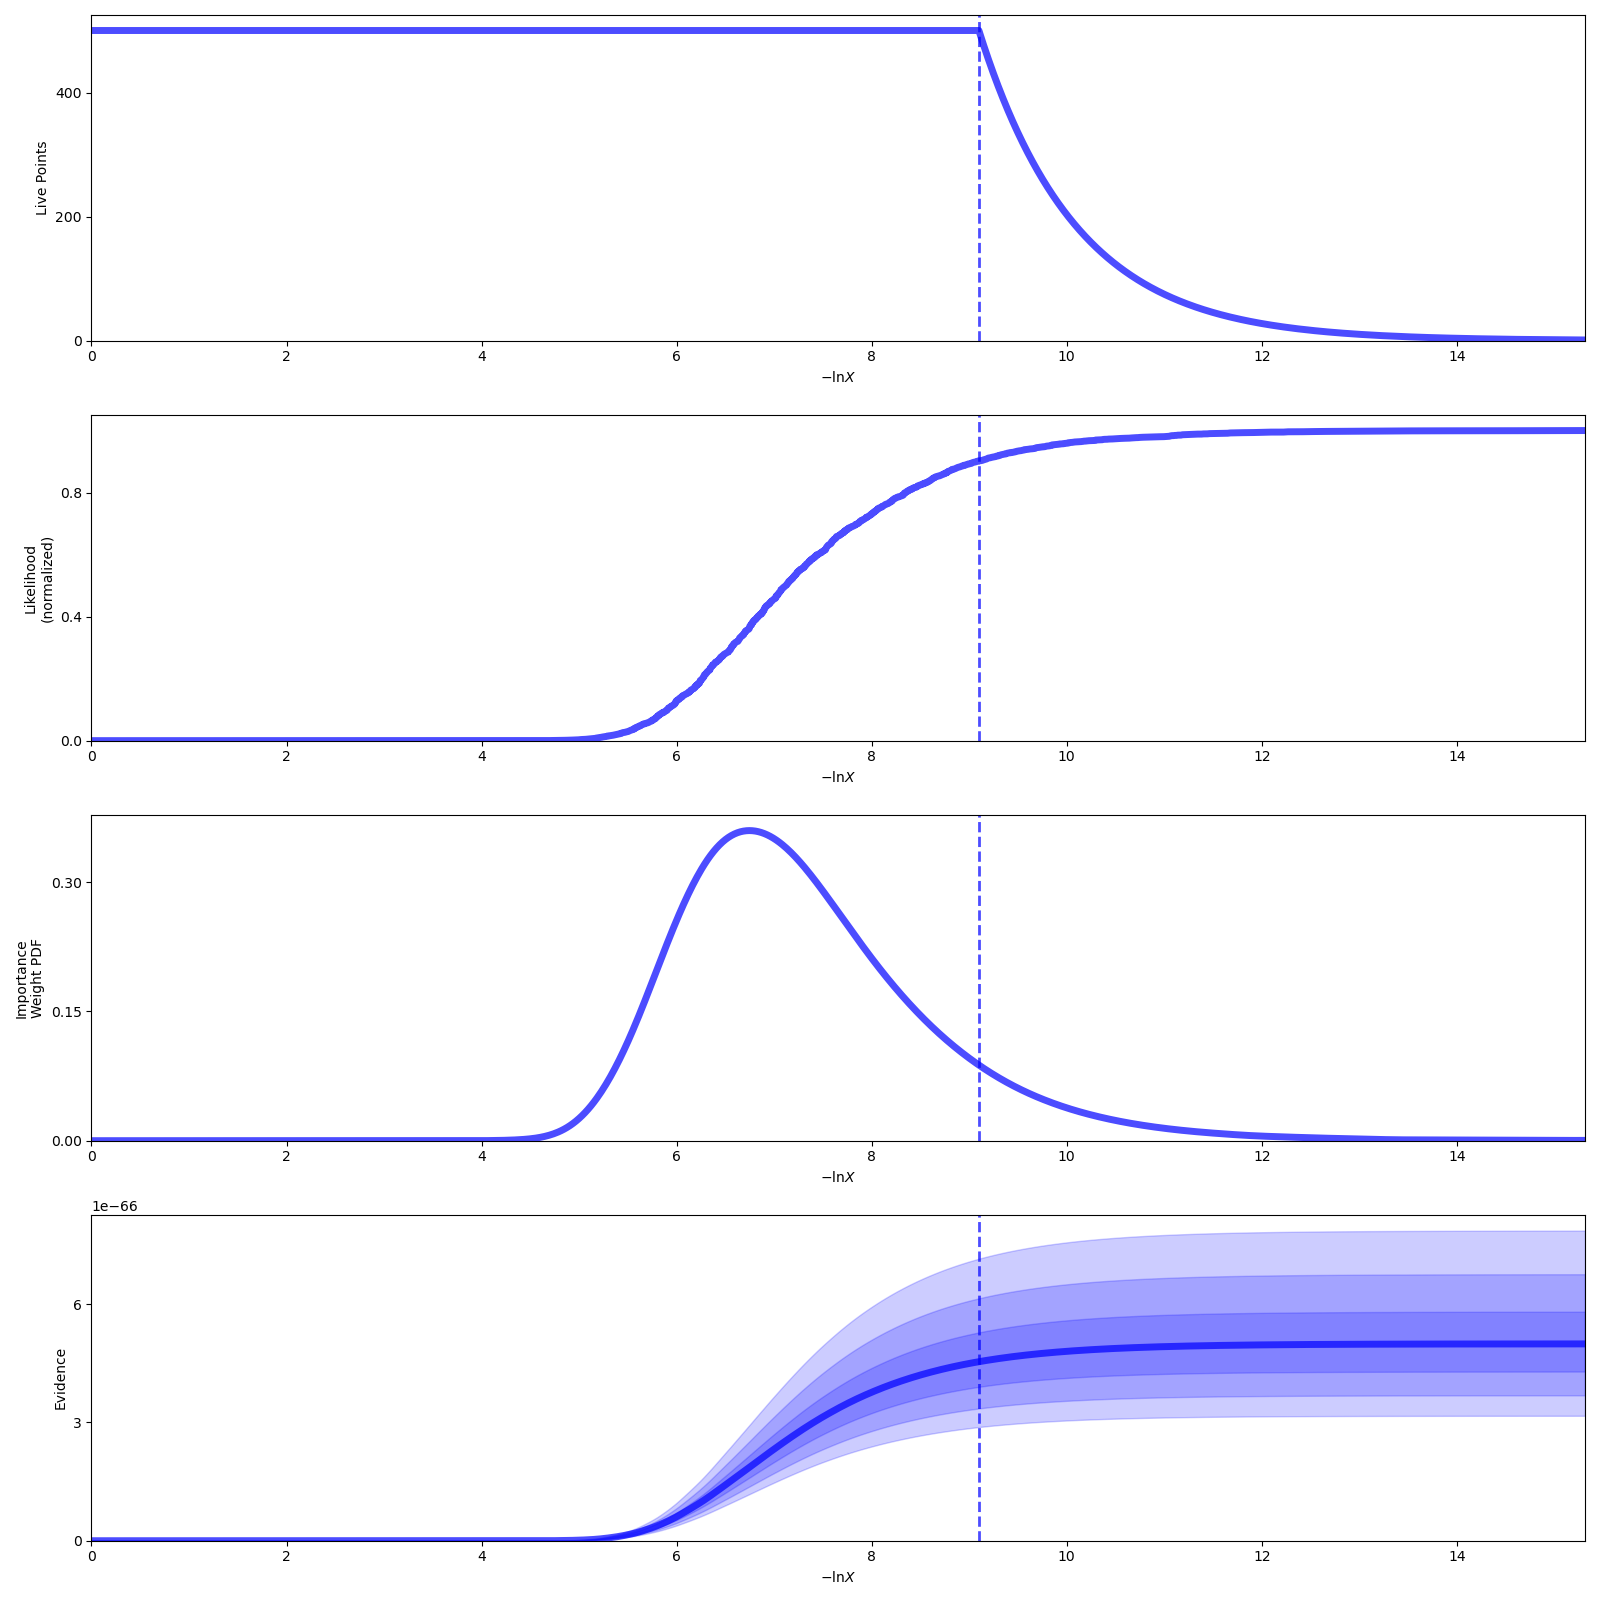 400
200
0
Live Points
0 2 4 6 8 10 12 14
−lnX
0.8
0.4
0.0
Likelihood
(normalized)
0 2 4 6 8 10 12 14
−lnX
0.30
0.15
0.00
Importance
Weight PDF
0 2 4 6 8 10 12 14
−lnX
1e−66
6
3
0
Evidence
0 2 4 6 8 10 12 14
−lnX